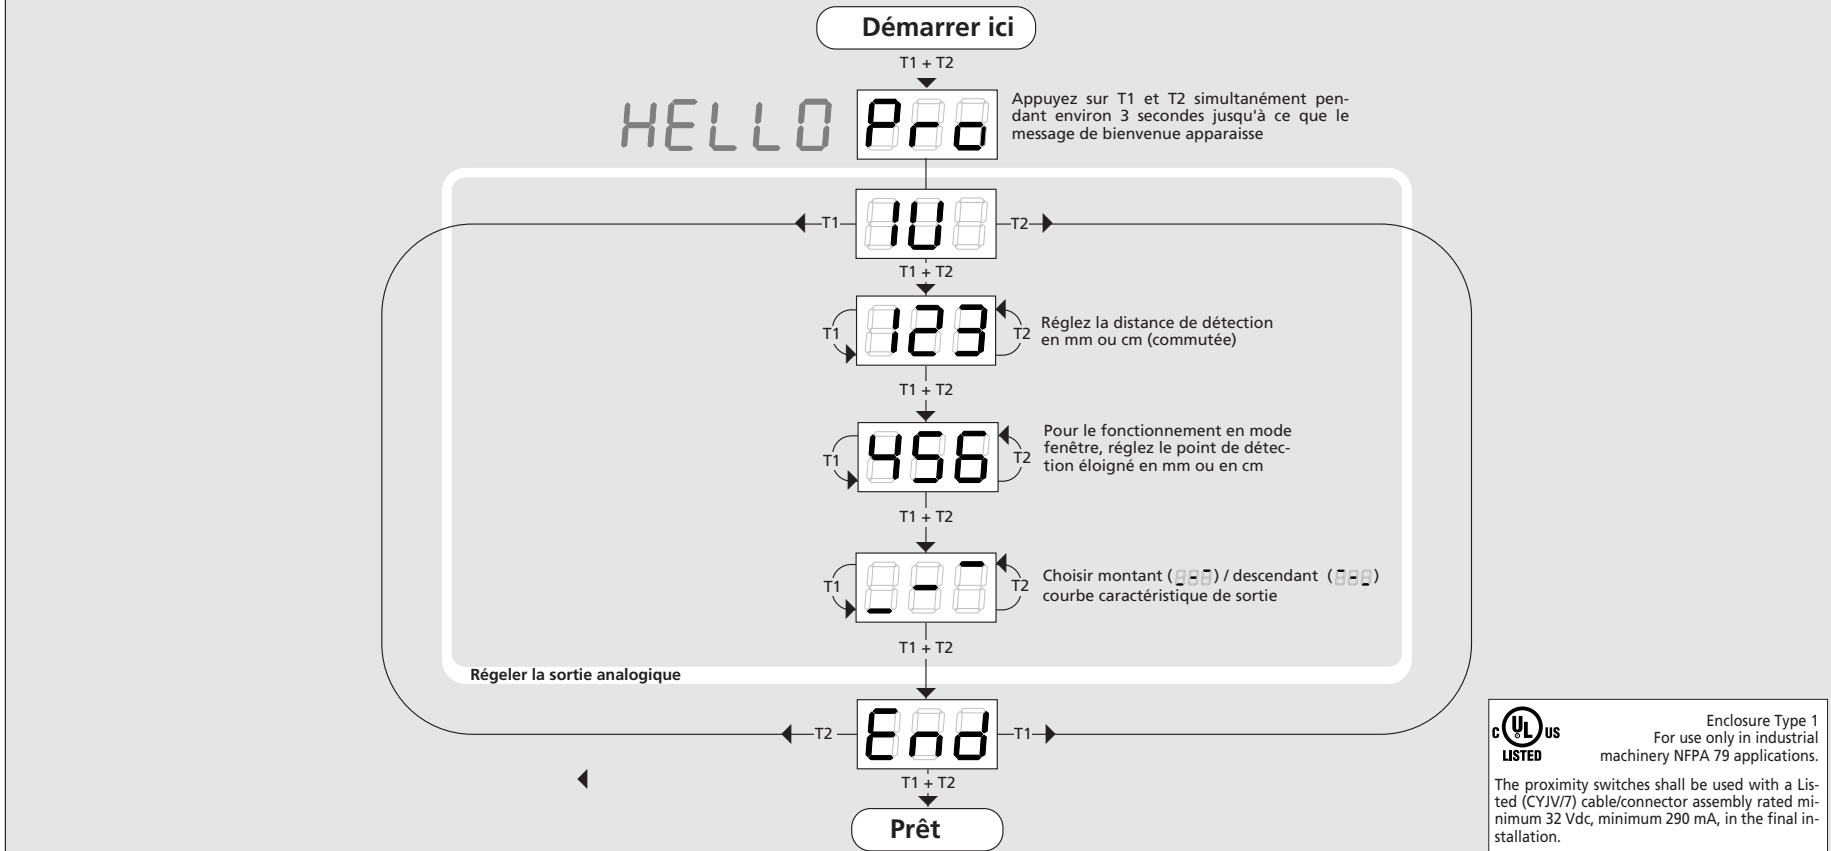 Démarrer ici
T1 + T2
HELLO
Pro
Appuyez sur T1 et T2 simultanément pen-
dant environ 3 secondes jusqu'à ce que le
message de bienvenue apparaisse
T1
IU
T2
T1 + T2
T1
123
T2
Réglez la distance de détection
en mm ou cm (commutée)
T1 + T2
T1
456
T2
Pour le fonctionnement en mode
fenêtre, réglez le point de détec-
tion éloigné en mm ou en cm
T1 + T2
T1
_-¯
T2
Choisir montant (_-¯) / descendant (¯-_)
courbe caractéristique de sortie
T1 + T2
Régeler la sortie analogique
T2
End
T1
T1 + T2
Prêt
C UL US
LISTED
Enclosure Type 1
For use only in industrial
machinery NFPA 79 applications.
The proximity switches shall be used with a Lis-
ted (CYJV/7) cable/connector assembly rated mi-
nimum 32 Vdc, minimum 290 mA, in the final in-
stallation.